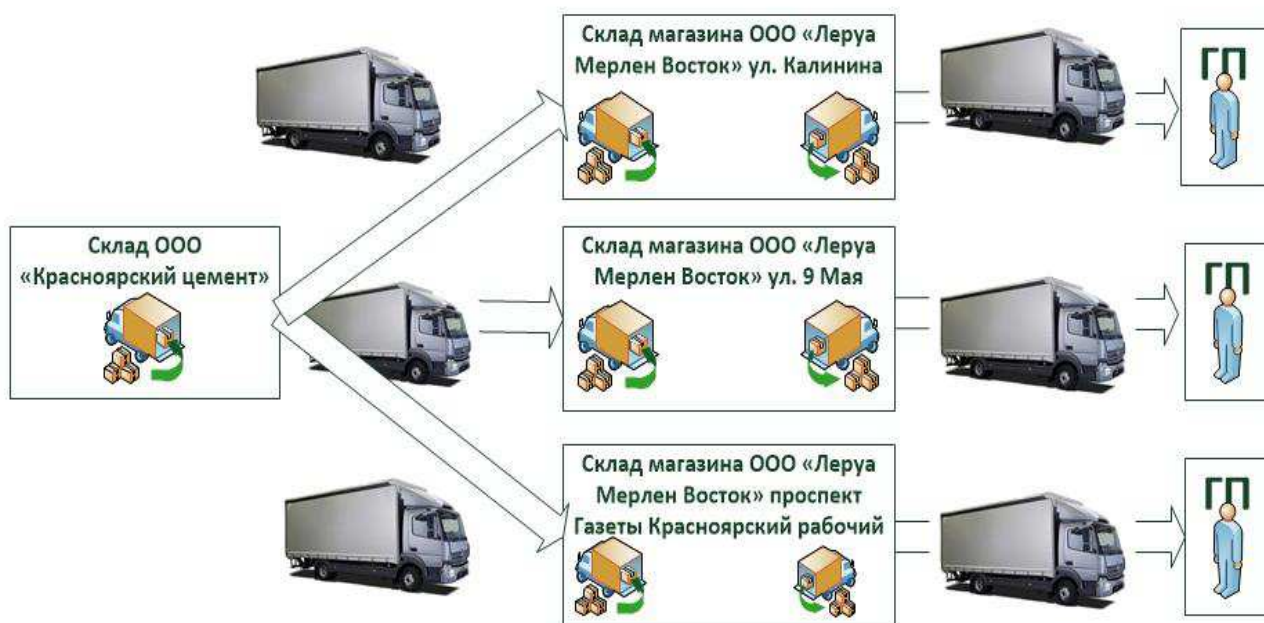 Склад магазина ООО «Леруа
Мерлен Восток» ул. Калинина
ГП
Склад ООО
«Красноярский цемент»
Склад магазина ООО «Леруа
Мерлен Восток» ул. 9 Мая
ГП
Склад магазина ООО «Леруа
Мерлен Восток» проспект
Газеты Красноярский рабочий
ГП